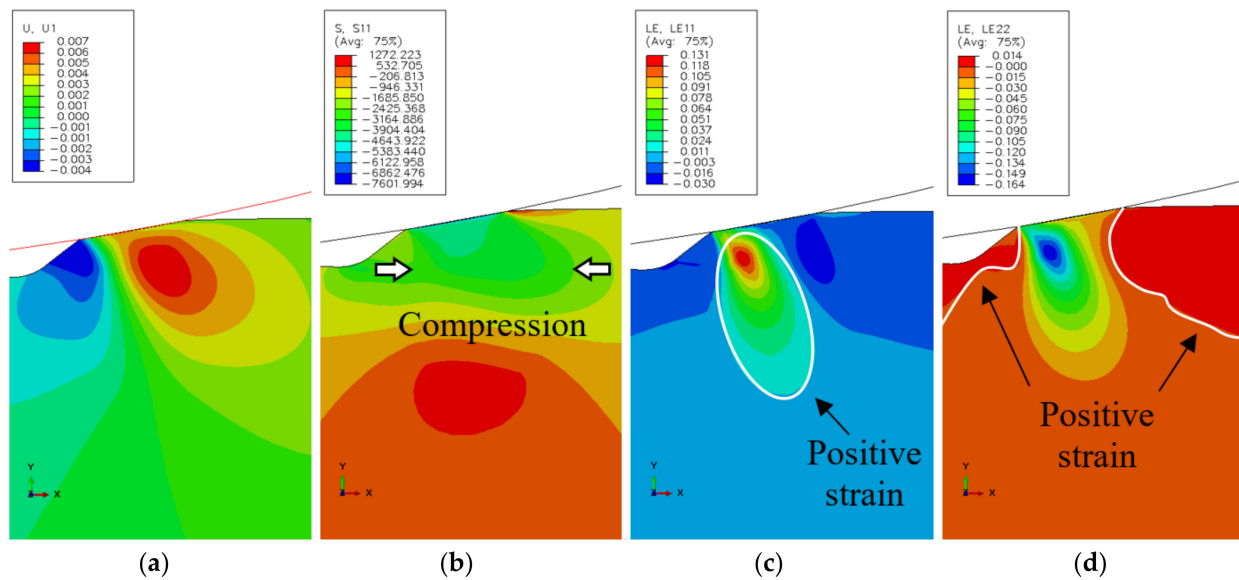 U, U1
0.007
0.006
0.005
0.004
0.003
0.002
0.001
0.000
−0.001
−0.001
−0.002
−0.003
−0.004
S, S11
(Avg: 75%)
1272.223
532.705
−206.813
−946.331
−1685.850
−2425.368
−3164.886
−3904.404
−4643.922
−5383.440
−6122.958
−6862.476
−7601.994
LE, LE11
(Avg: 75%)
0.131
0.118
0.105
0.091
0.078
0.064
0.051
0.037
0.024
0.011
−0.003
−0.016
−0.030
LE, LE22
(Avg: 75%)
0.014
−0.000
−0.015
−0.030
−0.045
−0.060
−0.075
−0.090
−0.105
−0.120
−0.134
−0.149
−0.164
Compression
Positive
strain
Positive
strain
Y
Z
X
Y
Z
X
Y
Z
X
Y
Z
X
(a)
(b)
(c)
(d)